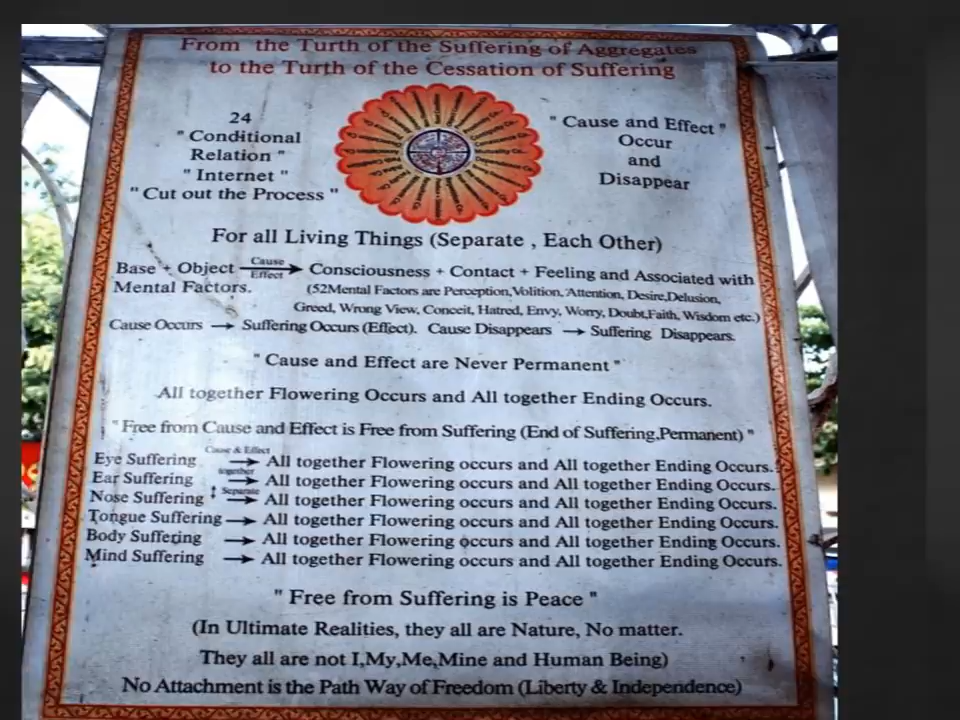 From the Turth of the Suffering of Aggregates
to the Turth of the Cessation of Suffering
24
" Conditional
Relation "
" Internet "
" Cut out the Process "
" Cause and Effect "
Occur
and
Disappear
For all Living Things (Separate , Each Other)
Base + Object Cause Effect → Consciousness + Contact + Feeling and Associated with
Mental Factors. (52Mental Factors are Perception,Volition, Attention, Desire,Delusion,
Greed, Wrong View, Conceit, Hatred, Envy, Worry, Doubt,Faith, Wisdom etc.)
Cause Occurs → Suffering Occurs (Effect). Cause Disappears → Suffering Disappears.
" Cause and Effect are Never Permanent "
All together Flowering Occurs and All together Ending Occurs.
" Free from Cause and Effect is Free from Suffering (End of Suffering,Permanent) "
Cause & Effect
Eye Suffering → All together Flowering occurs and All together Ending Occurs.
together
Ear Suffering → All together Flowering occurs and All together Ending Occurs.
Separate
Nose Suffering → All together Flowering occurs and All together Ending Occurs.
Tongue Suffering → All together Flowering occurs and All together Ending Occurs.
Body Suffering → All together Flowering occurs and All together Ending Occurs.
Mind Suffering → All together Flowering occurs and All together Ending Occurs.
" Free from Suffering is Peace "
(In Ultimate Realities, they all are Nature, No matter.
They all are not I,My,Me,Mine and Human Being)
No Attachment is the Path Way of Freedom (Liberty & Independence)